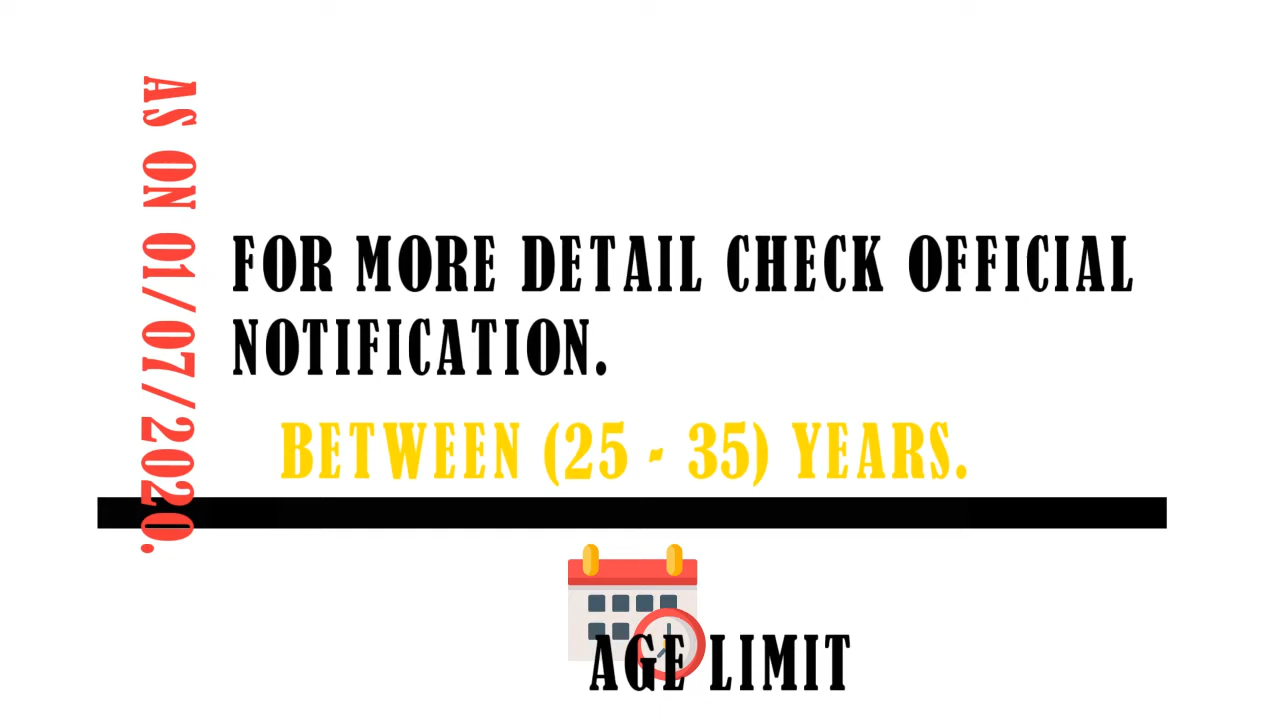 AS ON 01/07/2020.
FOR MORE DETAIL CHECK OFFICIAL
NOTIFICATION.
BETWEEN (25 - 35) YEARS.
AGE LIMIT